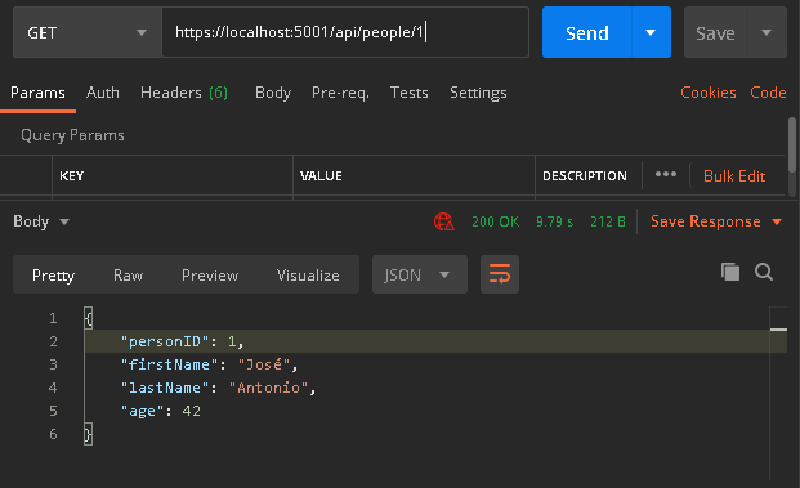 GET https://localhost:5001/api/people/1 Send Save
Params Auth Headers (6) Body Pre-req. Tests Settings Cookies Code
Query Params
KEY VALUE DESCRIPTION ••• Bulk Edit
Body 200 OK 9.79 s 212 B Save Response
Pretty Raw Preview Visualize JSON
1 {
2 "personID": 1,
3 "firstName": "José",
4 "lastName": "Antonio",
5 "age": 42
6 }